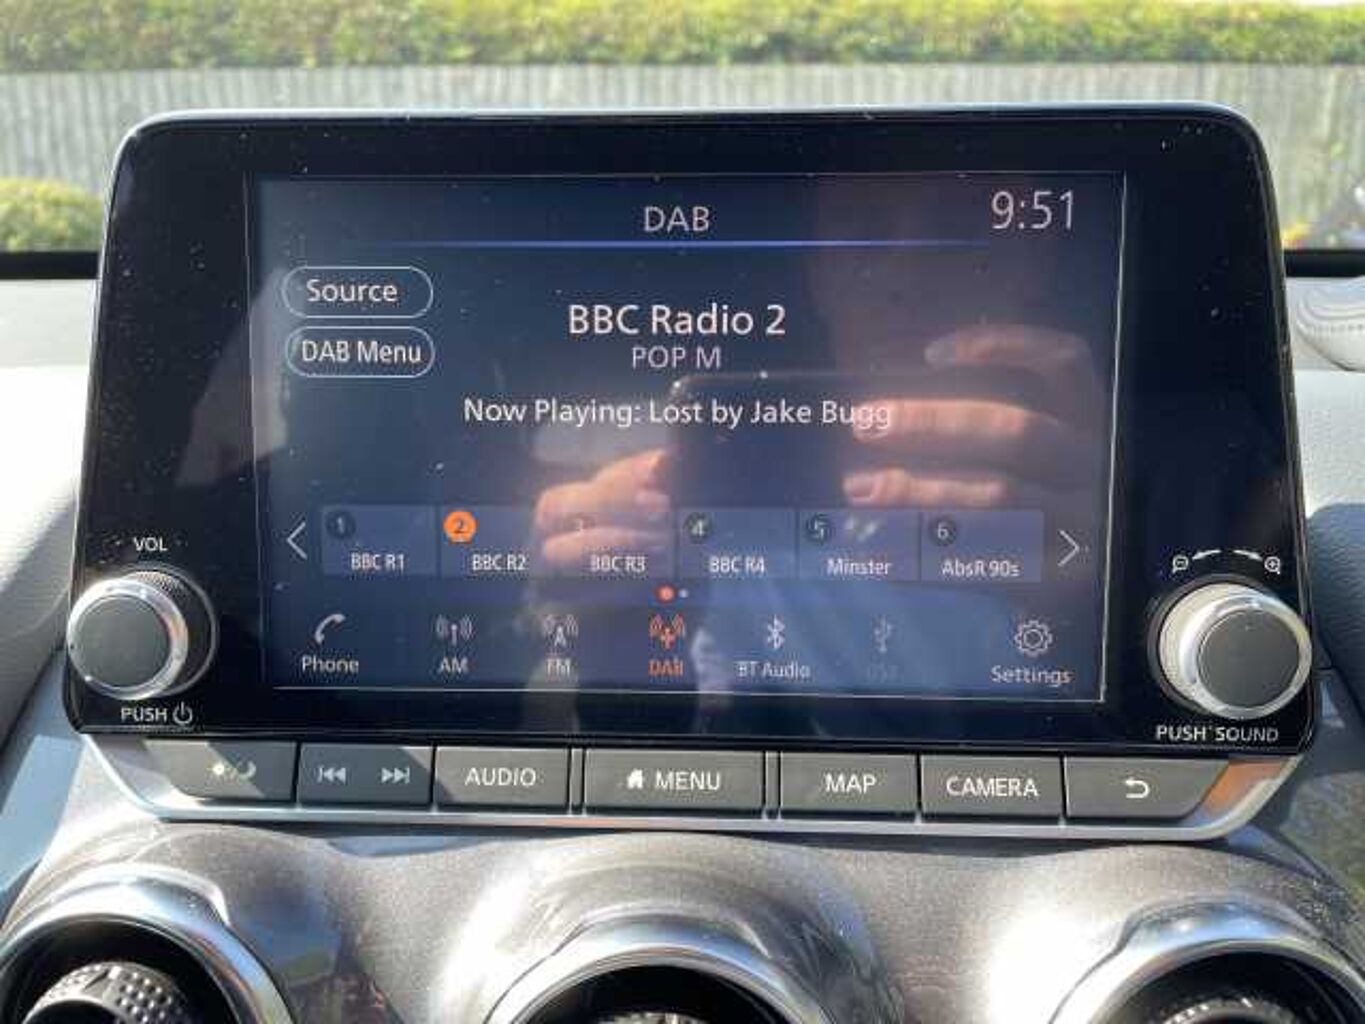 DAB
9:51
Source
DAB Menu
BBC Radio 2
POP M
Now Playing: Lost by Jake Bugg
1 BBC R1
2 BBC R2
3 BBC R3
4 BBC R4
5 Minster
6 AbsR 90s
Phone
AM
FM
DAB
BT Audio
Settings
VOL
PUSH
PUSH SOUND
AUDIO
MENU
MAP
CAMERA